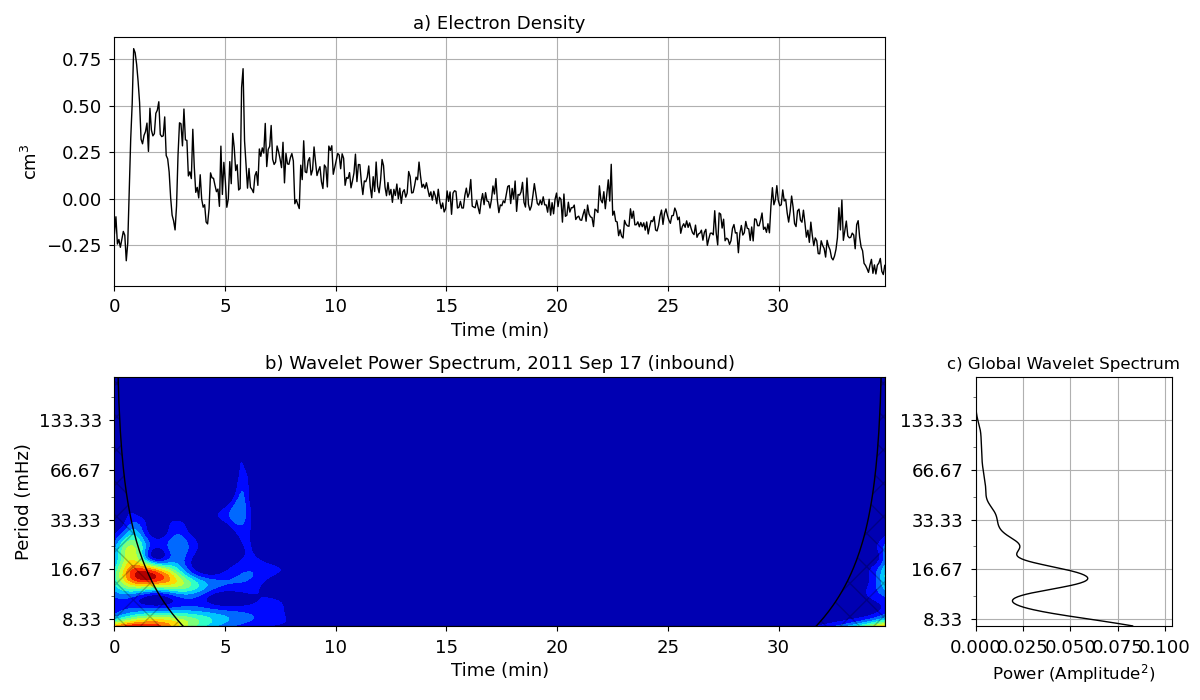 a) Electron Density
0.75
0.50
0.25
0.00
−0.25
cm³
0 5 10 15 20 25 30
Time (min)
b) Wavelet Power Spectrum, 2011 Sep 17 (inbound)
133.33
66.67
33.33
16.67
8.33
Period (mHz)
0 5 10 15 20 25 30
Time (min)
c) Global Wavelet Spectrum
133.33
66.67
33.33
16.67
8.33
0.000 0.025 0.050 0.075 0.100
Power (Amplitude²)